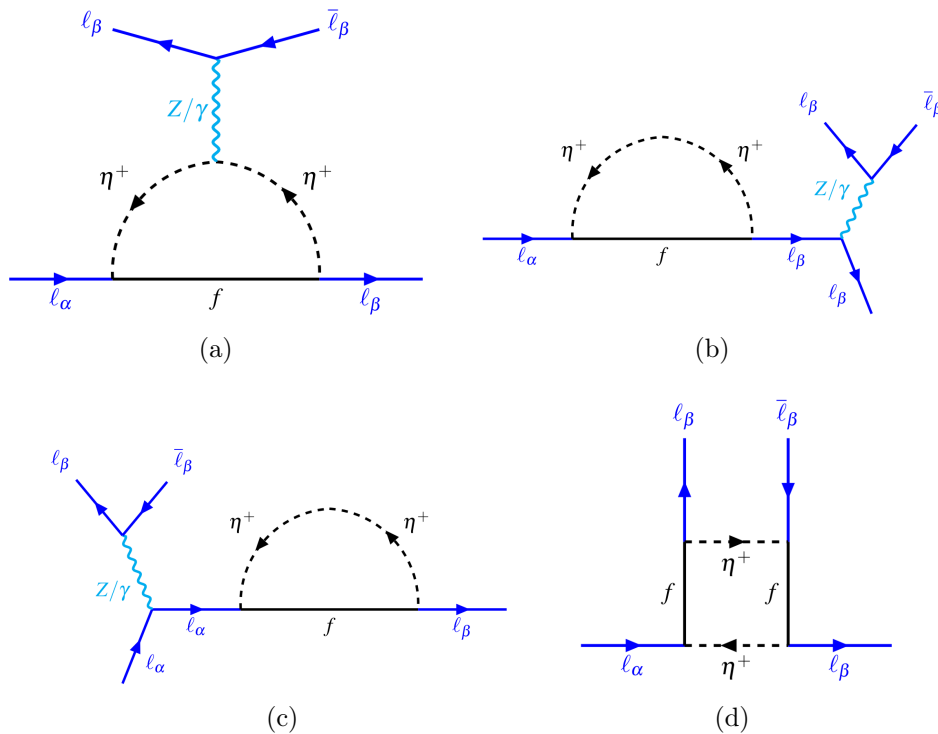 ℓβ ℓ̅β
Z/γ
η⁺ η⁺
ℓα f ℓβ
(a)
ℓβ ℓ̅β
η⁺ η⁺
Z/γ
ℓα f ℓβ
ℓβ
(b)
ℓβ ℓ̅β
η⁺ η⁺
Z/γ
ℓα f ℓβ
ℓα
(c)
ℓβ ℓ̅β
η⁺
f f
ℓα η⁺ ℓβ
(d)